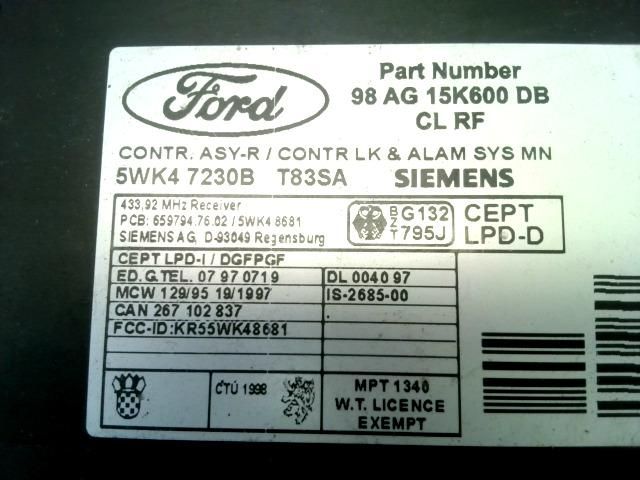 Ford
Part Number
98 AG 15K600 DB
CL RF
CONTR. ASY-R / CONTR LK & ALAM SYS MN
5WK4 7230B T83SA SIEMENS
433,92 MHz Receiver
PCB: 659794.76.02 / 5WK4 8681
SIEMENS AG, D-93049 Regensburg
BZT
G132
795J
CEPT
LPD-D
CEPT LPD-I / DGFPGF
ED. G.TEL. 07 97 0719
DL 0040 97
MCW 129/95 19/1997
IS-2685-00
CAN 267 102 837
FCC-ID:KR55WK48681
ČTÚ 1998
MPT 1340
W.T. LICENCE
EXEMPT